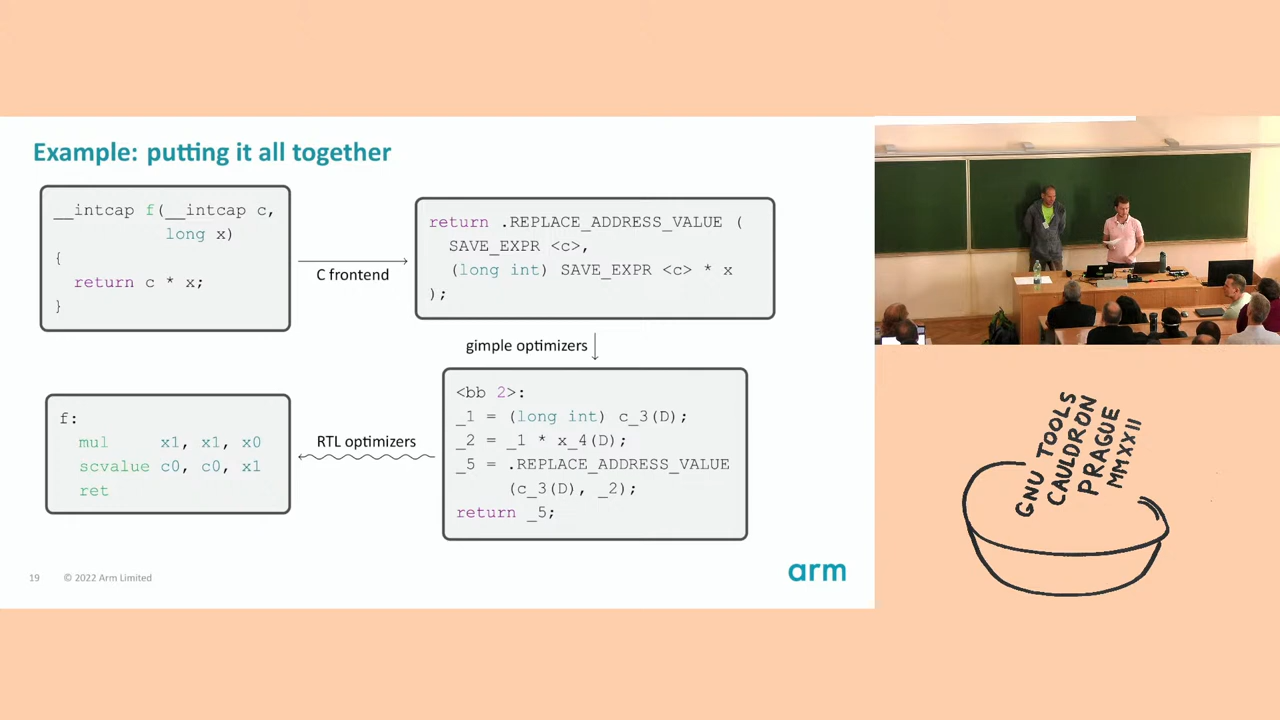 Example: putting it all together
__intcap f(__intcap c,
long x)
{
return c * x;
}
C frontend
return .REPLACE_ADDRESS_VALUE (
SAVE_EXPR <c>,
(long int) SAVE_EXPR <c> * x
);
gimple optimizers
<bb 2>:
_1 = (long int) c_3(D);
_2 = _1 * x_4(D);
_5 = .REPLACE_ADDRESS_VALUE
(c_3(D), _2);
return _5;
RTL optimizers
f:
mul x1, x1, x0
scvalue c0, c0, x1
ret
19 © 2022 Arm Limited
arm
GNU TOOLS
CAULDRON
PRAGUE
MMXXII